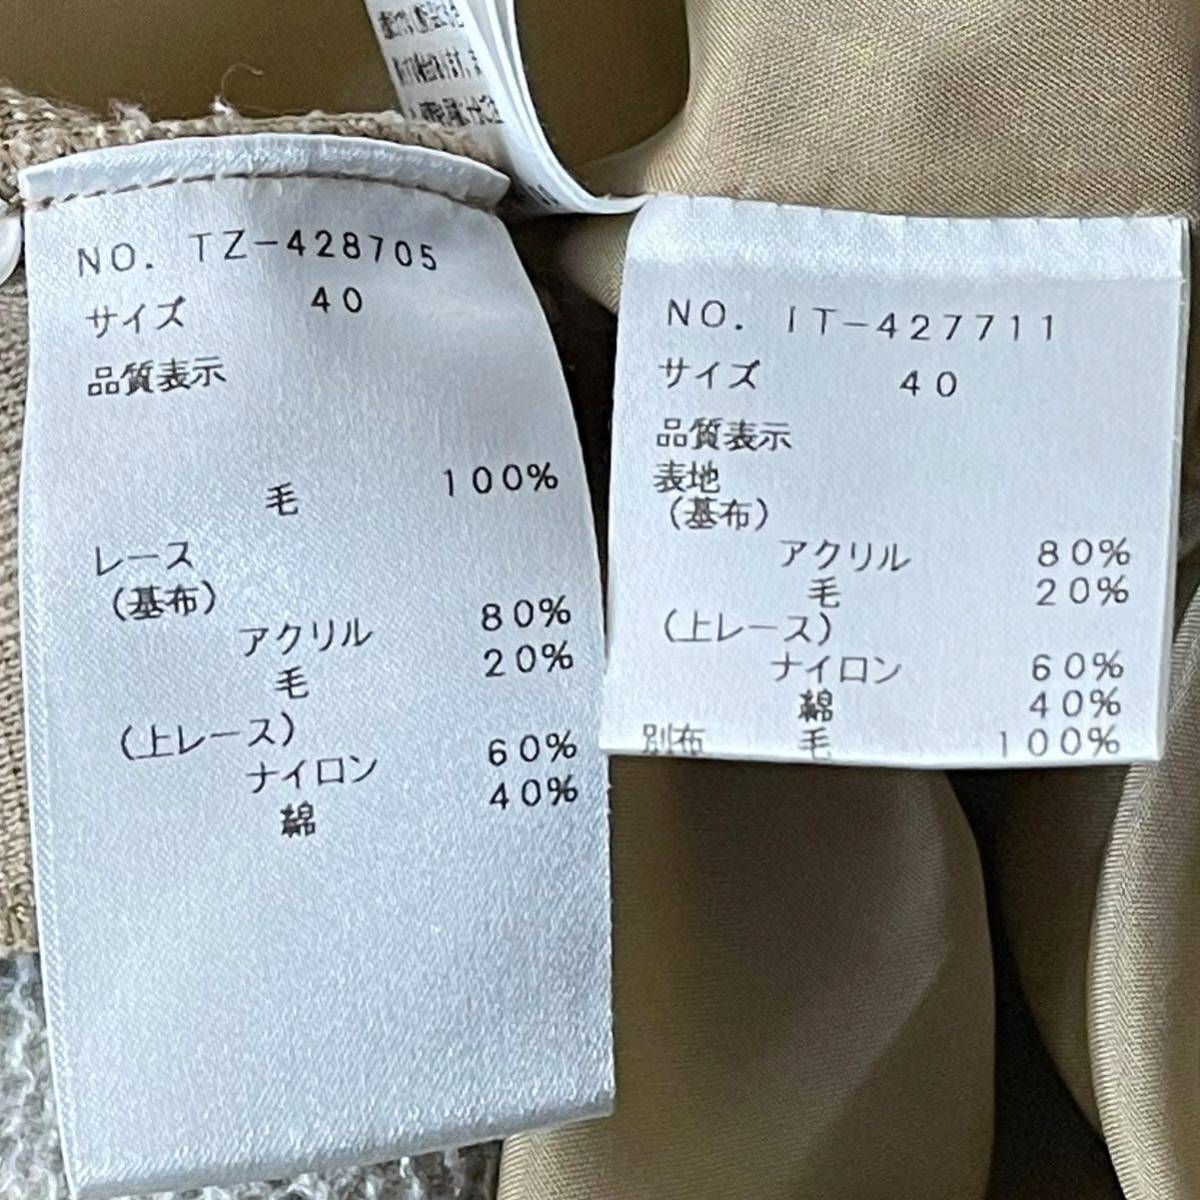 NO. TZ-428705
サイズ 40
品質表示
毛 100%
レース
(基布)
アクリル 80%
毛 20%
(上レース)
ナイロン 60%
綿 40%
NO. IT-427711
サイズ 40
品質表示
表地
(基布)
アクリル 80%
毛 20%
(上レース)
ナイロン 60%
綿 40%
別布 毛 100%